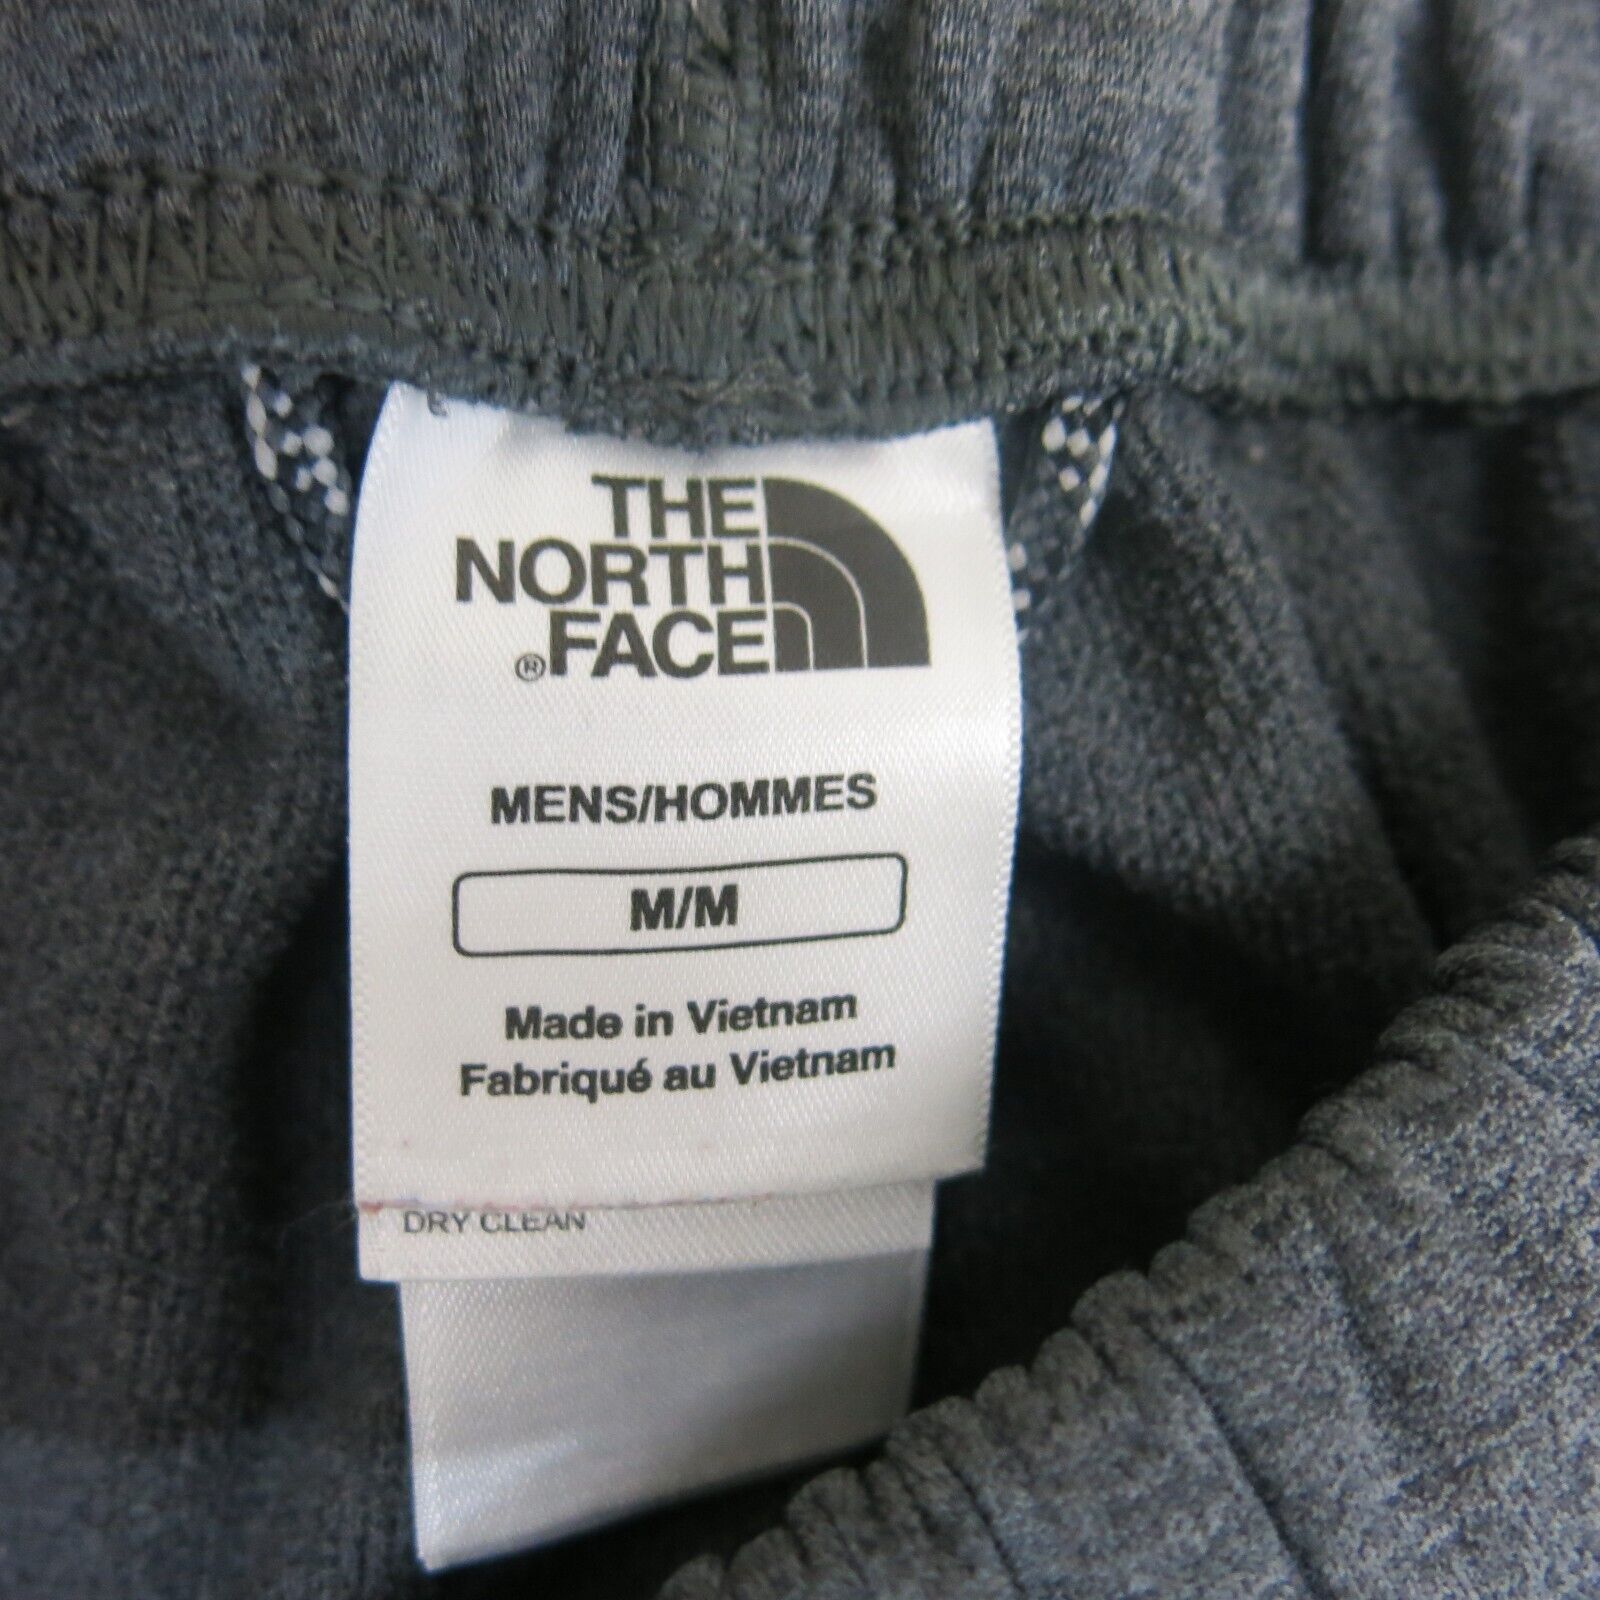 THE
NORTH
®FACE
MENS/HOMMES
M/M
Made in Vietnam
Fabriqué au Vietnam
DRY CLEAN